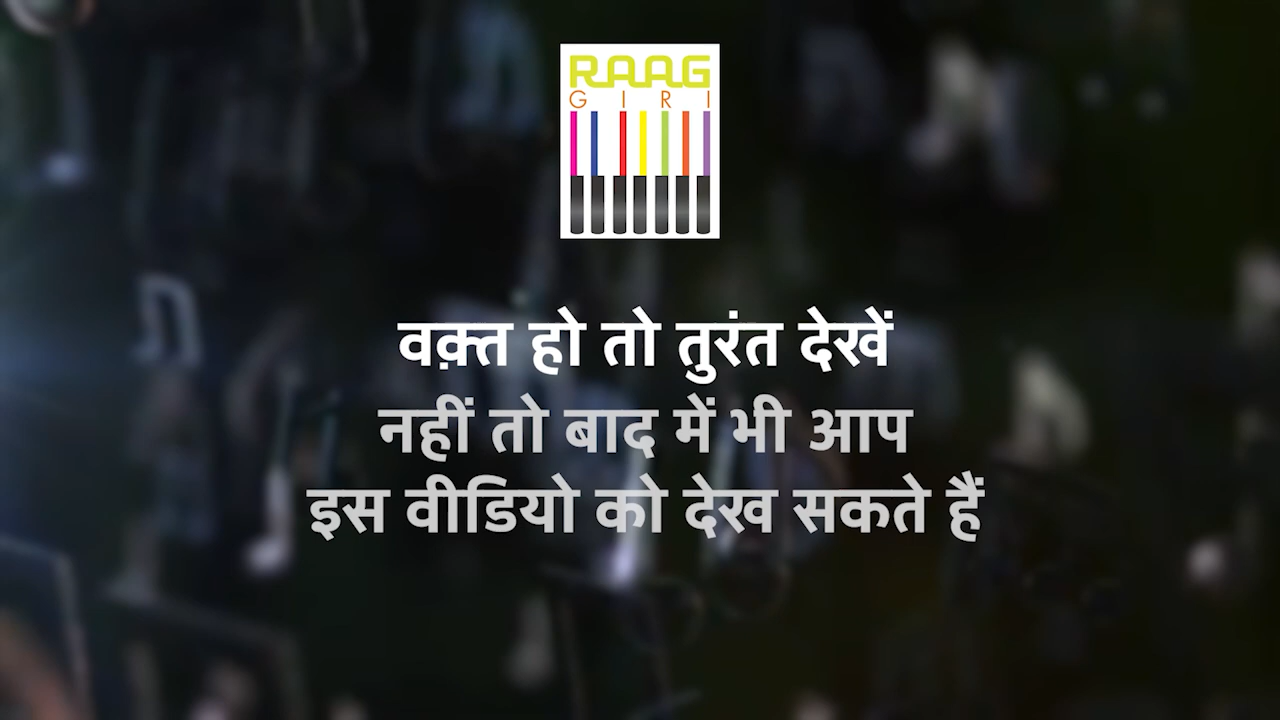 RAAG
GIRI
वक़्त हो तो तुरंत देखें
नहीं तो बाद में भी आप
इस वीडियो को देख सकते हैं